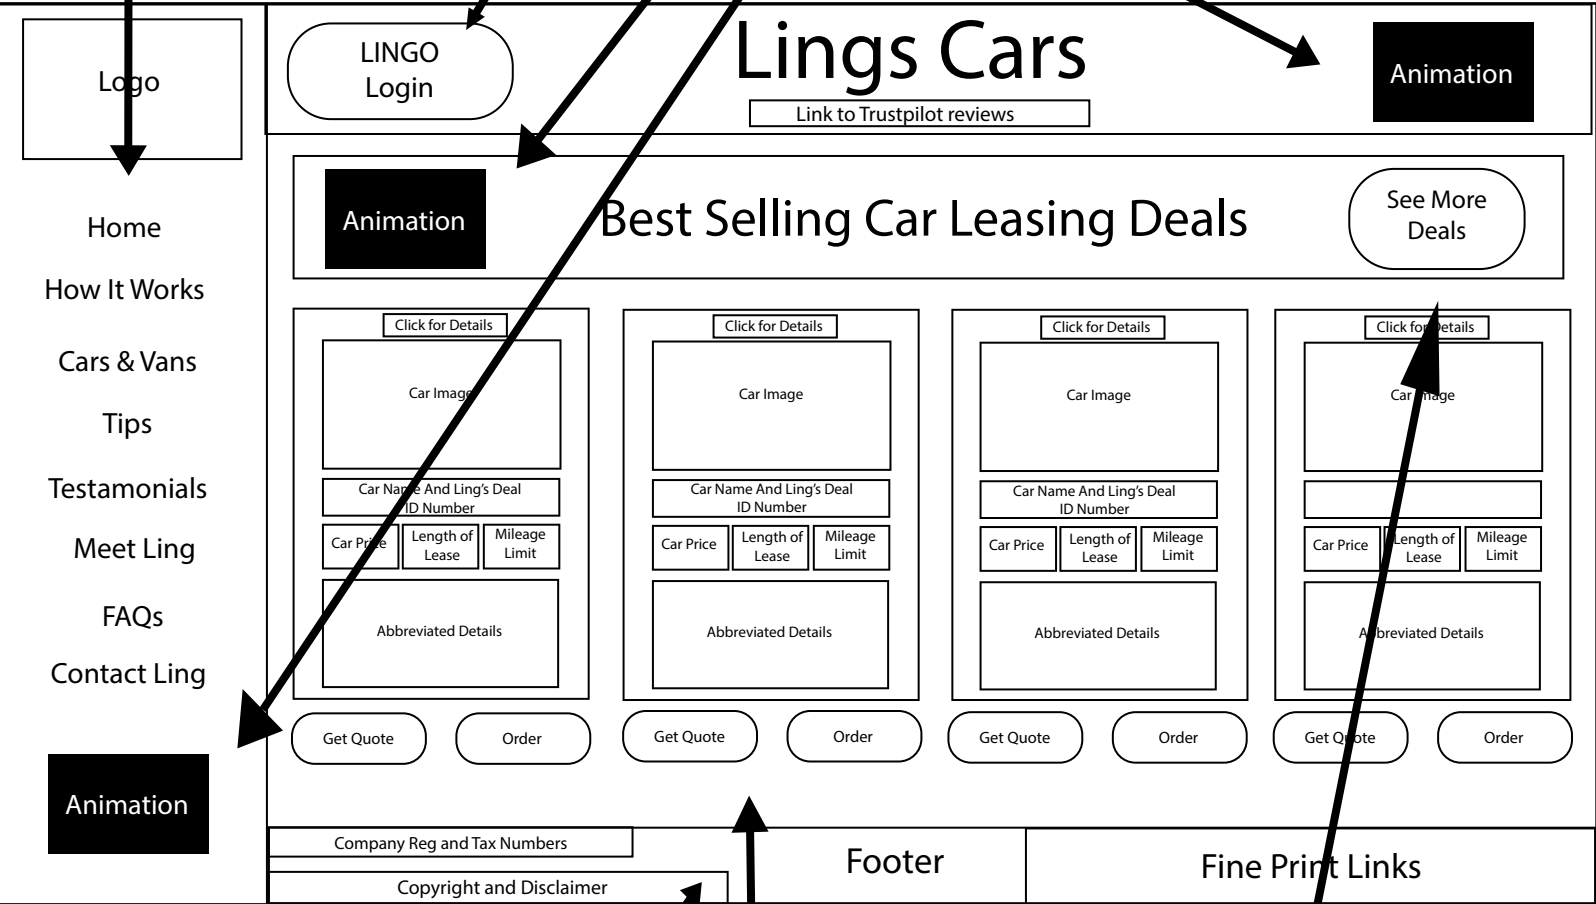 Logo
LINGO
Login
Lings Cars
Link to Trustpilot reviews
Animation
Home
How It Works
Cars & Vans
Tips
Testamonials
Meet Ling
FAQs
Contact Ling
Animation
Animation
Best Selling Car Leasing Deals
See More
Deals
Click for Details
Car Image
Car Name And Ling's Deal
ID Number
Car Price
Length of
Lease
Mileage
Limit
Abbreviated Details
Get Quote
Order
Click for Details
Car Image
Car Name And Ling's Deal
ID Number
Car Price
Length of
Lease
Mileage
Limit
Abbreviated Details
Get Quote
Order
Click for Details
Car Image
Car Name And Ling's Deal
ID Number
Car Price
Length of
Lease
Mileage
Limit
Abbreviated Details
Get Quote
Order
Click for Details
Car Image
Car Price
Length of
Lease
Mileage
Limit
Abbreviated Details
Get Quote
Order
Company Reg and Tax Numbers
Copyright and Disclaimer
Footer
Fine Print Links